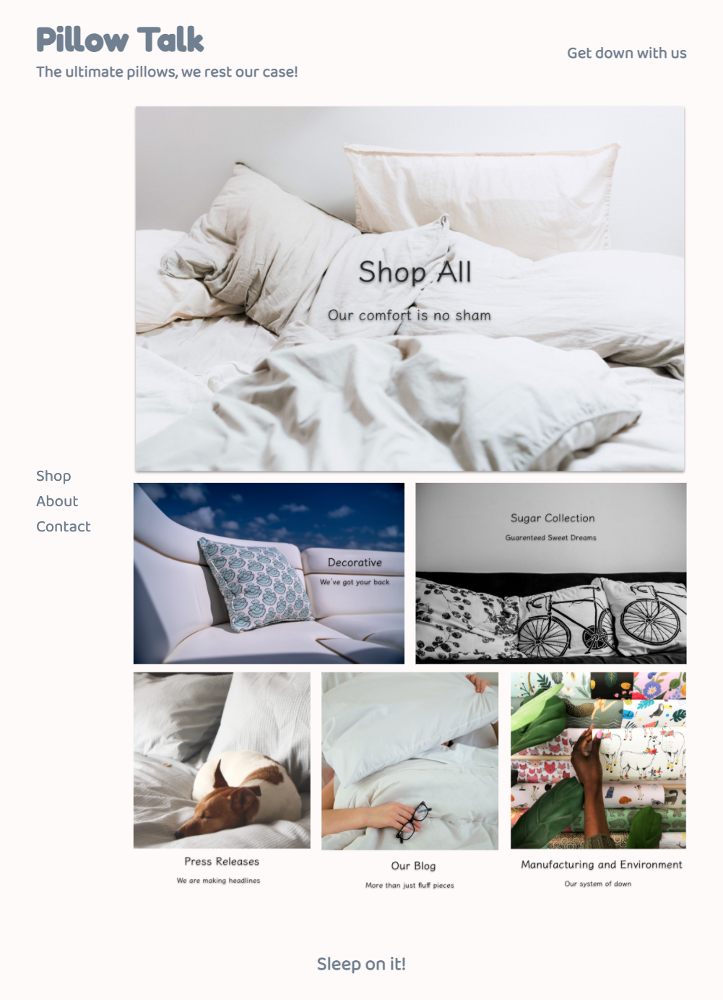 Pillow Talk
The ultimate pillows, we rest our case!
Get down with us
Shop All
Our comfort is no sham
Shop
About
Contact
Decorative
We've got your back
Sugar Collection
Guarenteed Sweet Dreams
Press Releases
We are making headlines
Our Blog
More than just fluff pieces
Manufacturing and Environment
Our system of down
Sleep on it!